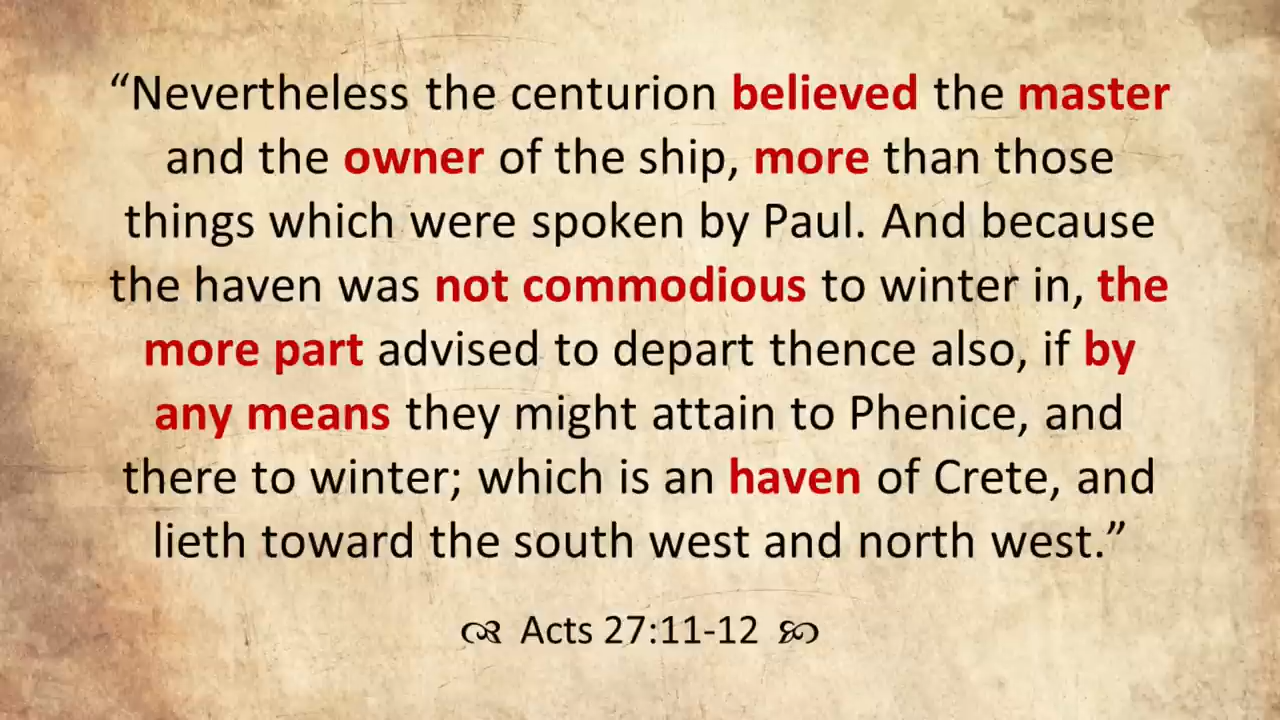 “Nevertheless the centurion believed the master
and the owner of the ship, more than those
things which were spoken by Paul. And because
the haven was not commodious to winter in, the
more part advised to depart thence also, if by
any means they might attain to Phenice, and
there to winter; which is an haven of Crete, and
lieth toward the south west and north west.”
Acts 27:11-12